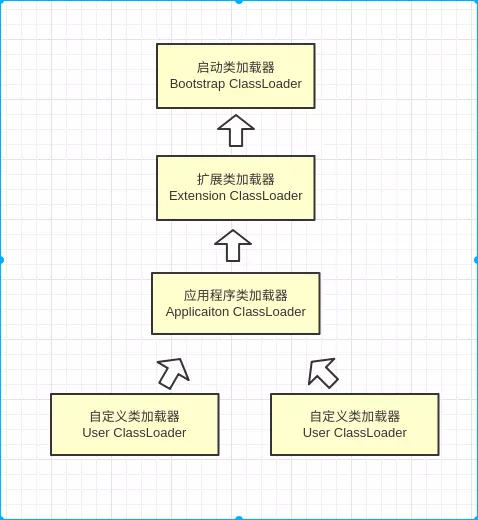 启动类加载器
Bootstrap ClassLoader
扩展类加载器
Extension ClassLoader
应用程序类加载器
Applicaiton ClassLoader
自定义类加载器
User ClassLoader
自定义类加载器
User ClassLoader